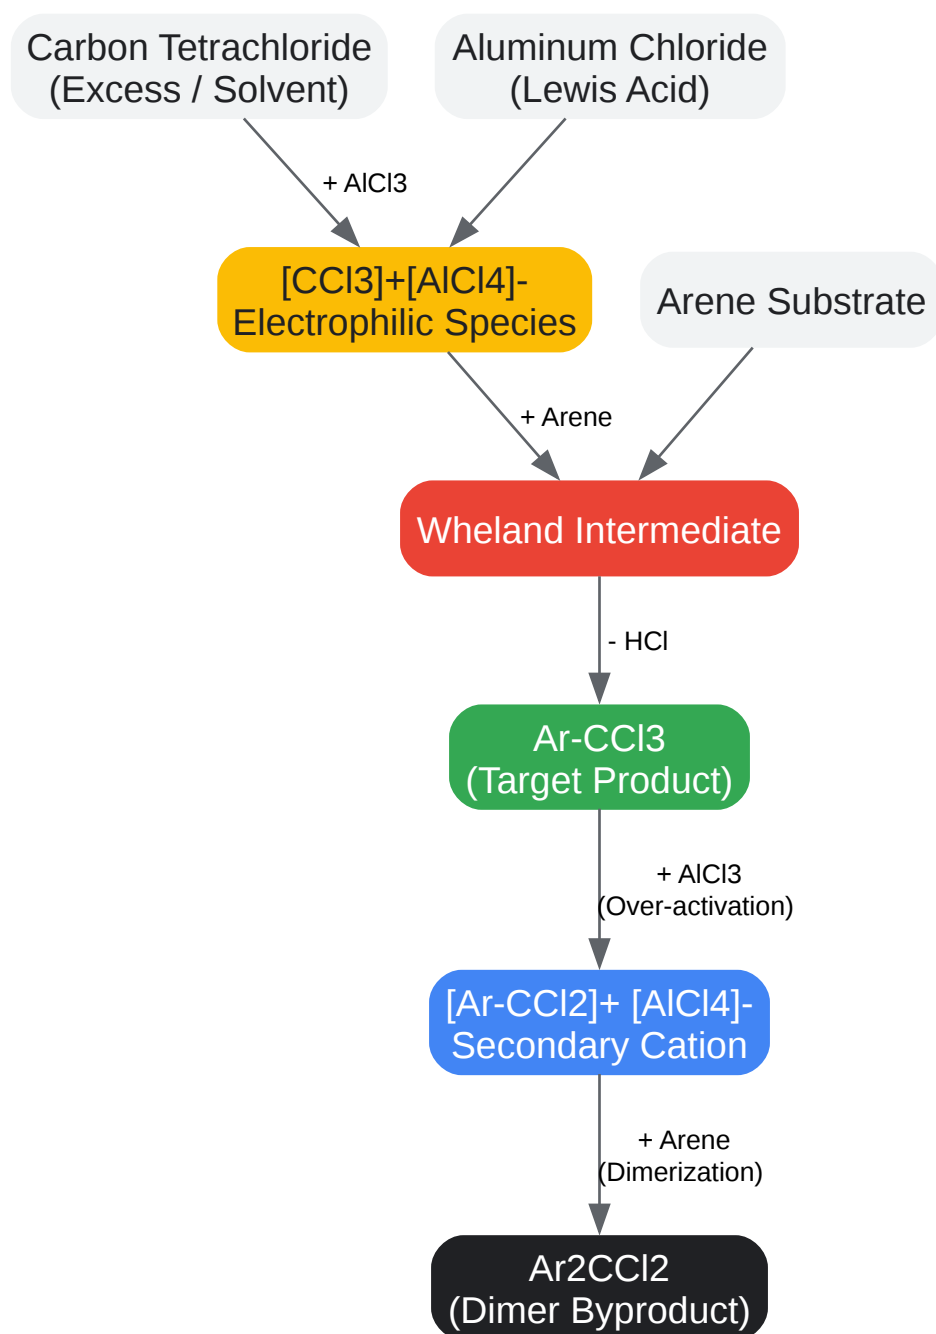 Carbon Tetrachloride
(Excess / Solvent)
Aluminum Chloride
(Lewis Acid)
+ AlCl3
[CCl3]+[AlCl4]-
Electrophilic Species
Arene Substrate
+ Arene
Wheland Intermediate
- HCl
Ar-CCl3
(Target Product)
+ AlCl3
(Over-activation)
[Ar-CCl2]+ [AlCl4]-
Secondary Cation
+ Arene
(Dimerization)
Ar2CCl2
(Dimer Byproduct)